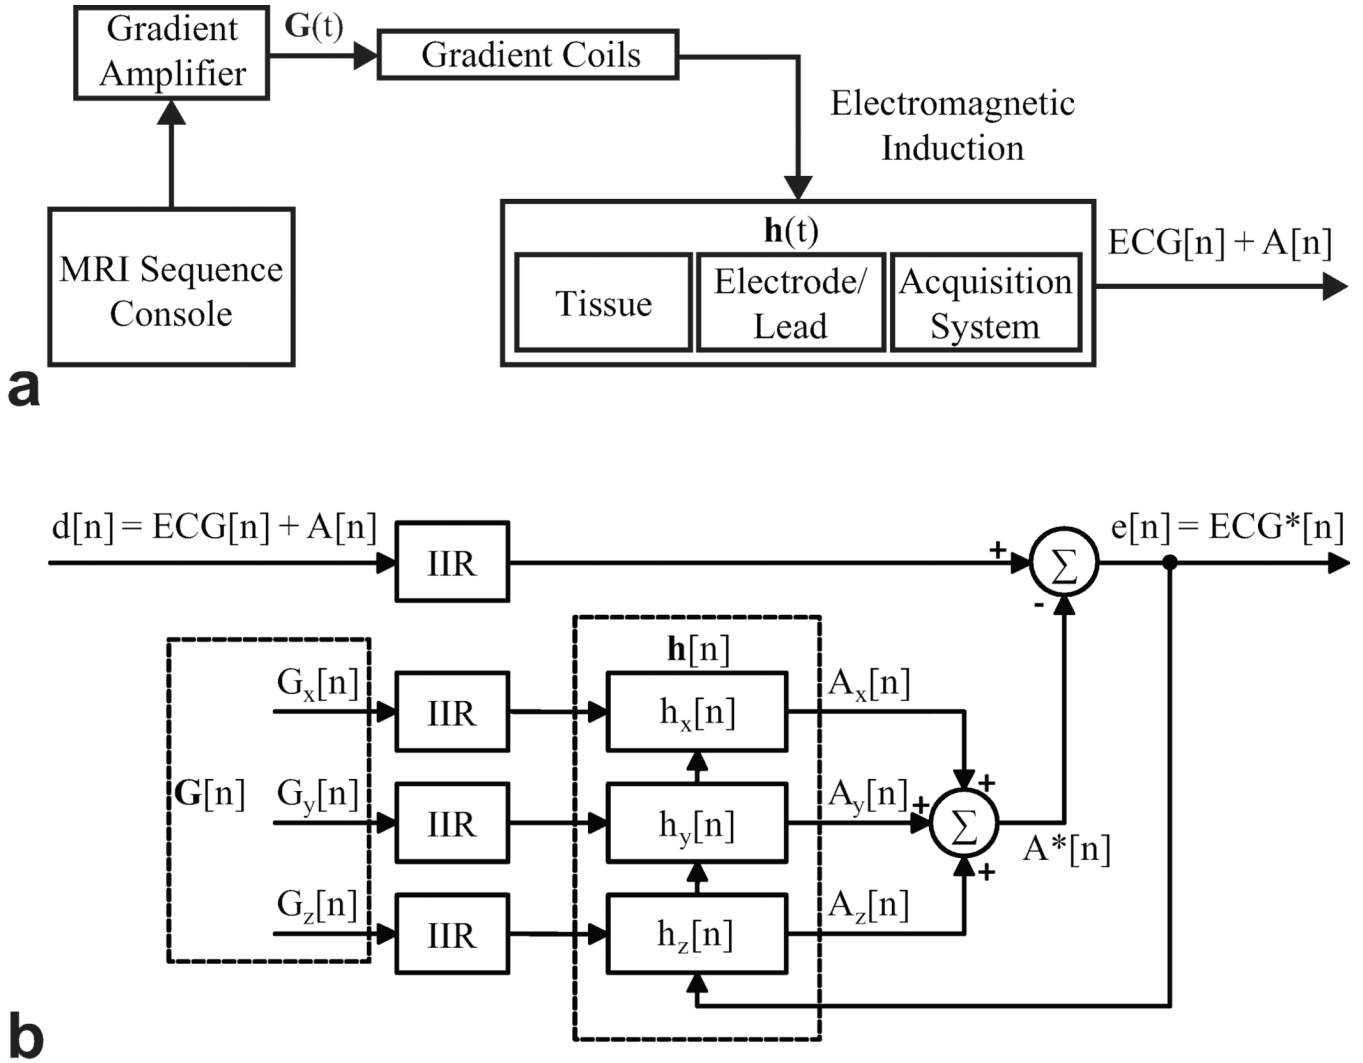 Gradient
Amplifier
G(t)
Gradient Coils
Electromagnetic
Induction
MRI Sequence
Console
h(t)
Tissue
Electrode/
Lead
Acquisition
System
ECG[n] + A[n]
a
d[n] = ECG[n] + A[n]
IIR
+
∑
-
e[n] = ECG*[n]
G[n]
h[n]
Gx[n]
IIR
hx[n]
Ax[n]
+
Gy[n]
IIR
hy[n]
Ay[n]
+
∑
A*[n]
Gz[n]
IIR
hz[n]
Az[n]
+
b